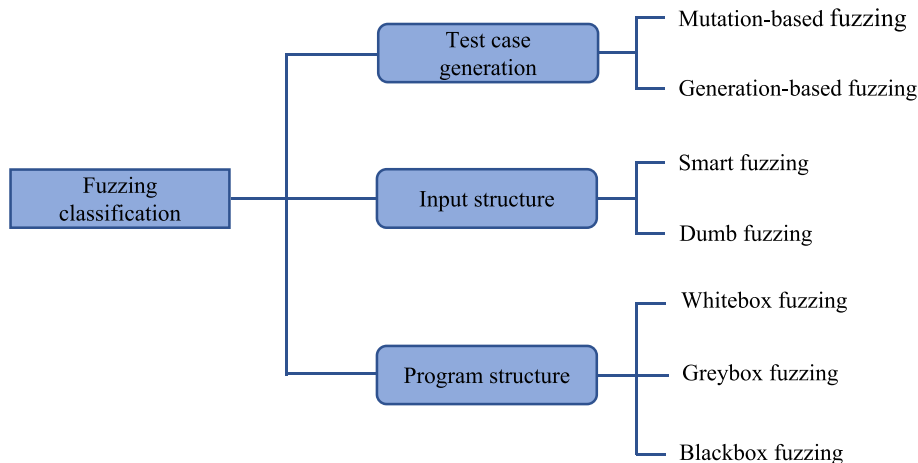 Fuzzing
classification
Test case
generation
Mutation-based fuzzing
Generation-based fuzzing
Input structure
Smart fuzzing
Dumb fuzzing
Program structure
Whitebox fuzzing
Greybox fuzzing
Blackbox fuzzing